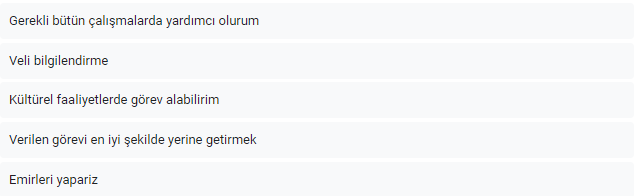 Gerekli bütün çalışmalarda yardımcı olurum
Veli bilgilendirme
Kültürel faaliyetlerde görev alabilirim
Verilen görevi en iyi şekilde yerine getirmek
Emirleri yapariz